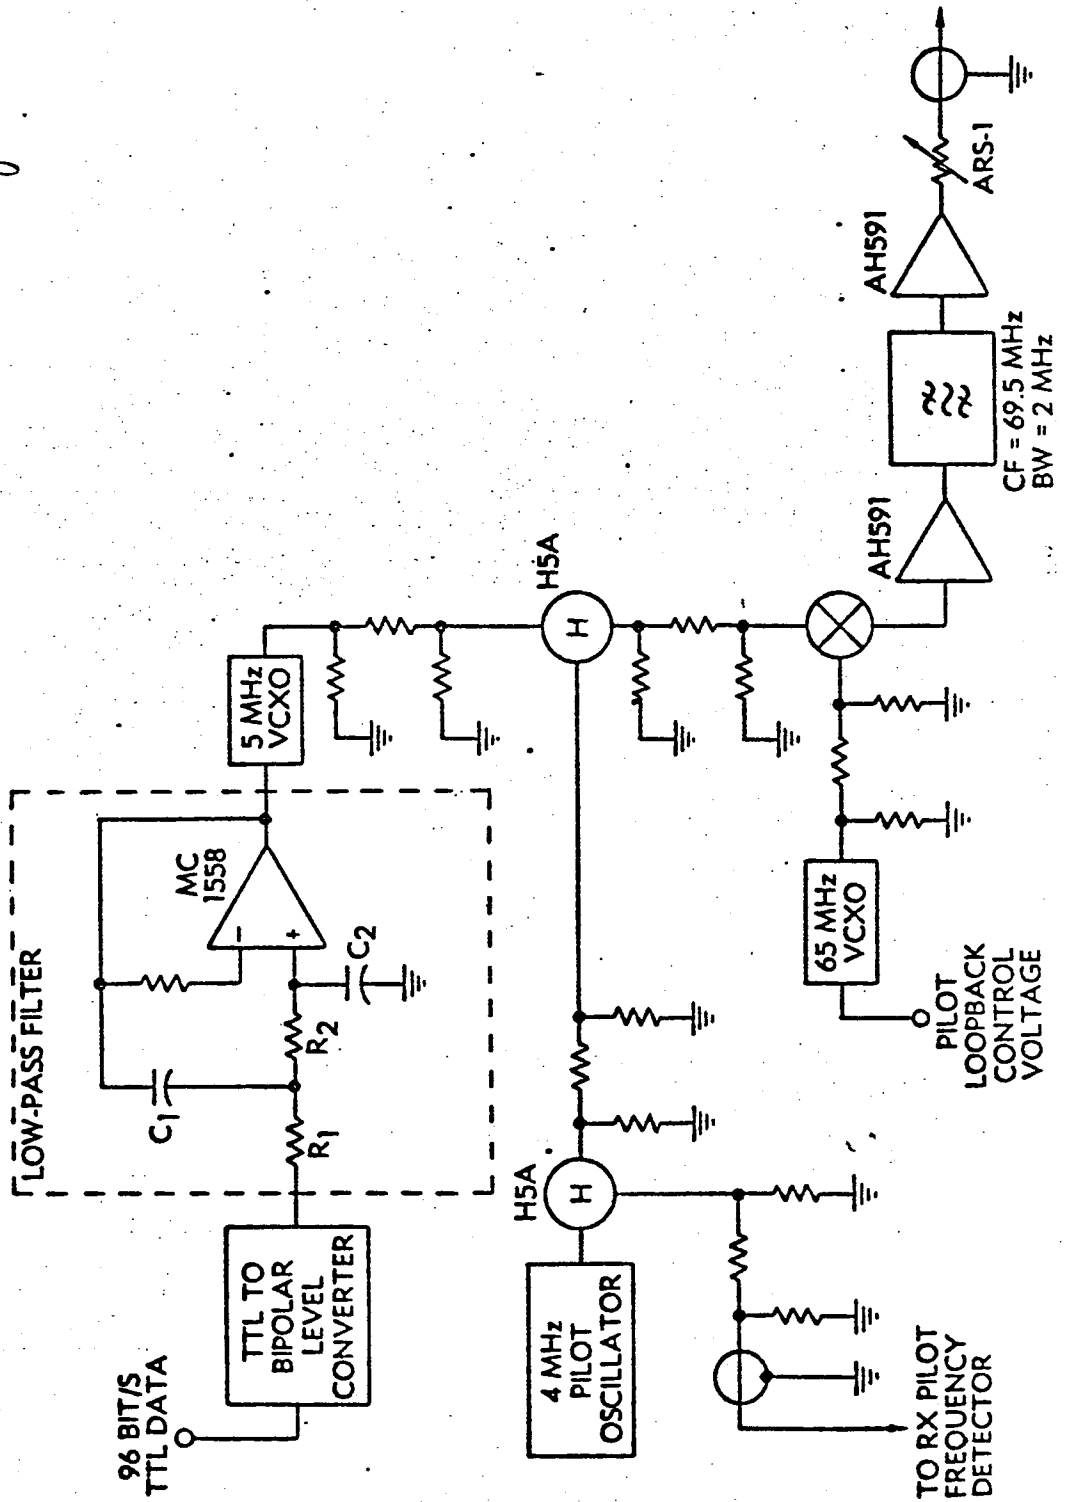 96 BIT/S
TTL DATA
TTL TO
BIPOLAR
LEVEL
CONVERTER
LOW-PASS FILTER
R1
C1
R2
C2
MC
1558
-
+
5 MHz
VCXO
4 MHz
PILOT
OSCILLATOR
H5A
H
H5A
H
TO RX PILOT
FREQUENCY
DETECTOR
PILOT
LOOPBACK
CONTROL
VOLTAGE
65 MHz
VCXO
AH591
CF = 69.5 MHz
BW = 2 MHz
AH591
ARS-1